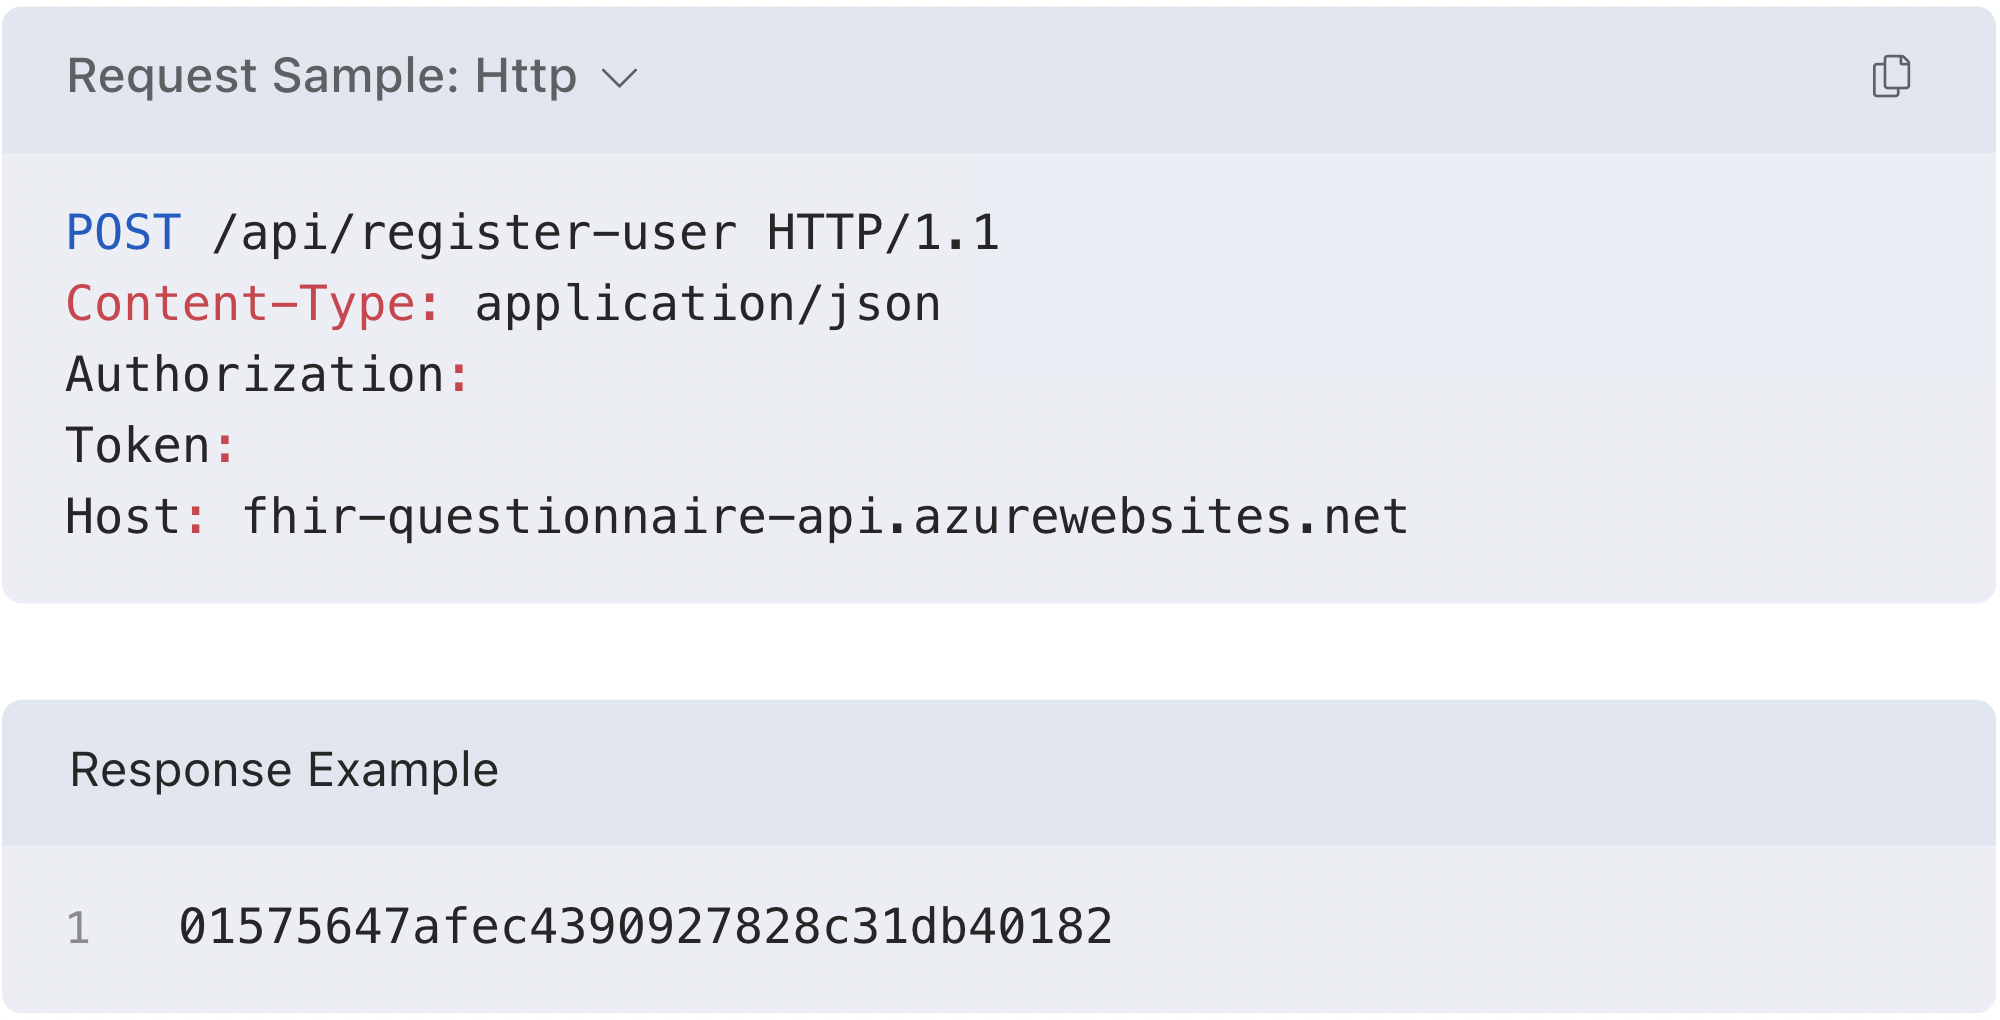 Request Sample: Http
POST /api/register-user HTTP/1.1
Content-Type: application/json
Authorization:
Token:
Host: fhir-questionnaire-api.azurewebsites.net
Response Example
1 01575647afec4390927828c31db40182